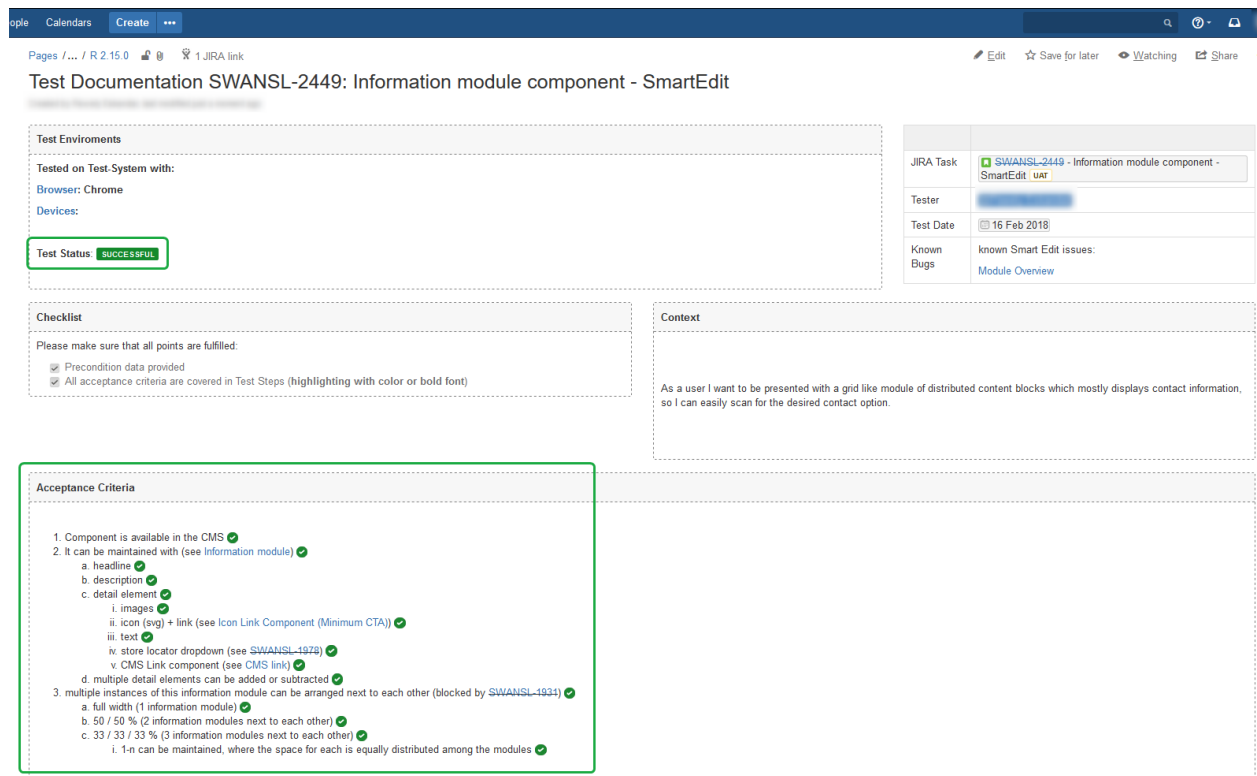 ople Calendars Create •••
Pages /... / R 2.15.0 1 JIRA link
Edit Save for later Watching Share
Test Documentation SWANSL-2449: Information module component - SmartEdit
Test Enviroments
Tested on Test-System with:
Browser: Chrome
Devices:
Test Status: SUCCESSFUL
JIRA Task
SWANSL-2449 - Information module component -
SmartEdit UAT
Tester
Test Date 16 Feb 2018
Known
Bugs
known Smart Edit issues:
Module Overview
Checklist
Please make sure that all points are fulfilled:
Precondition data provided
All acceptance criteria are covered in Test Steps (highlighting with color or bold font)
Context
As a user I want to be presented with a grid like module of distributed content blocks which mostly displays contact information,
so I can easily scan for the desired contact option.
Acceptance Criteria
1. Component is available in the CMS
2. It can be maintained with (see Information module)
a. headline
b. description
c. detail element
i. images
ii. icon (svg) + link (see Icon Link Component (Minimum CTA))
iii. text
iv. store locator dropdown (see SWANSL-1978)
v. CMS Link component (see CMS link)
d. multiple detail elements can be added or subtracted
3. multiple instances of this information module can be arranged next to each other (blocked by SWANSL-1931)
a. full width (1 information module)
b. 50 / 50 % (2 information modules next to each other)
c. 33 / 33 / 33 % (3 information modules next to each other)
i. 1-n can be maintained, where the space for each is equally distributed among the modules